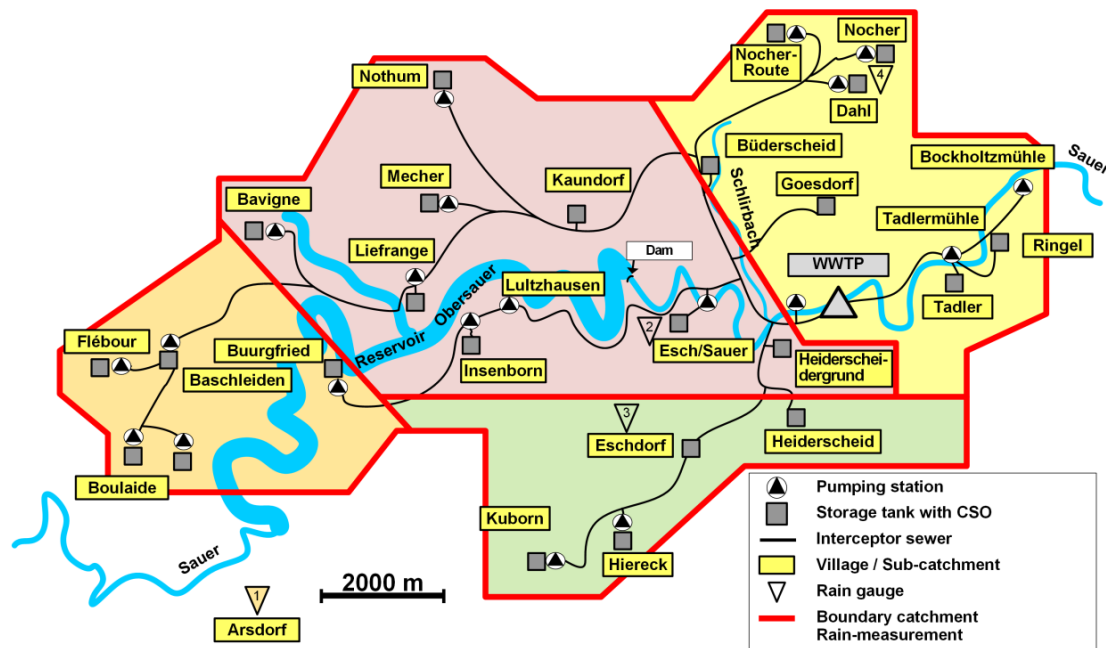 Nocher
Nocher-
Route
4
Dahl
Nothum
Büderscheid
Bockholtzmühle
Sauer
Mecher
Kaundorf
Goesdorf
Schlirbach
Bavigne
Tadlermühle
Ringel
Liefrange
Dam
WWTP
Lultzhausen
Obersauer
Reservoir
Tadler
2
Flébour
Buurgfried
Insenborn
Esch/Sauer
Heiderschei-
dergrund
Baschleiden
3
Eschdorf
Heiderscheid
Boulaide
Kuborn
Hiereck
Sauer
2000 m
1
Arsdorf
Pumping station
Storage tank with CSO
Interceptor sewer
Village / Sub-catchment
Rain gauge
Boundary catchment
Rain-measurement